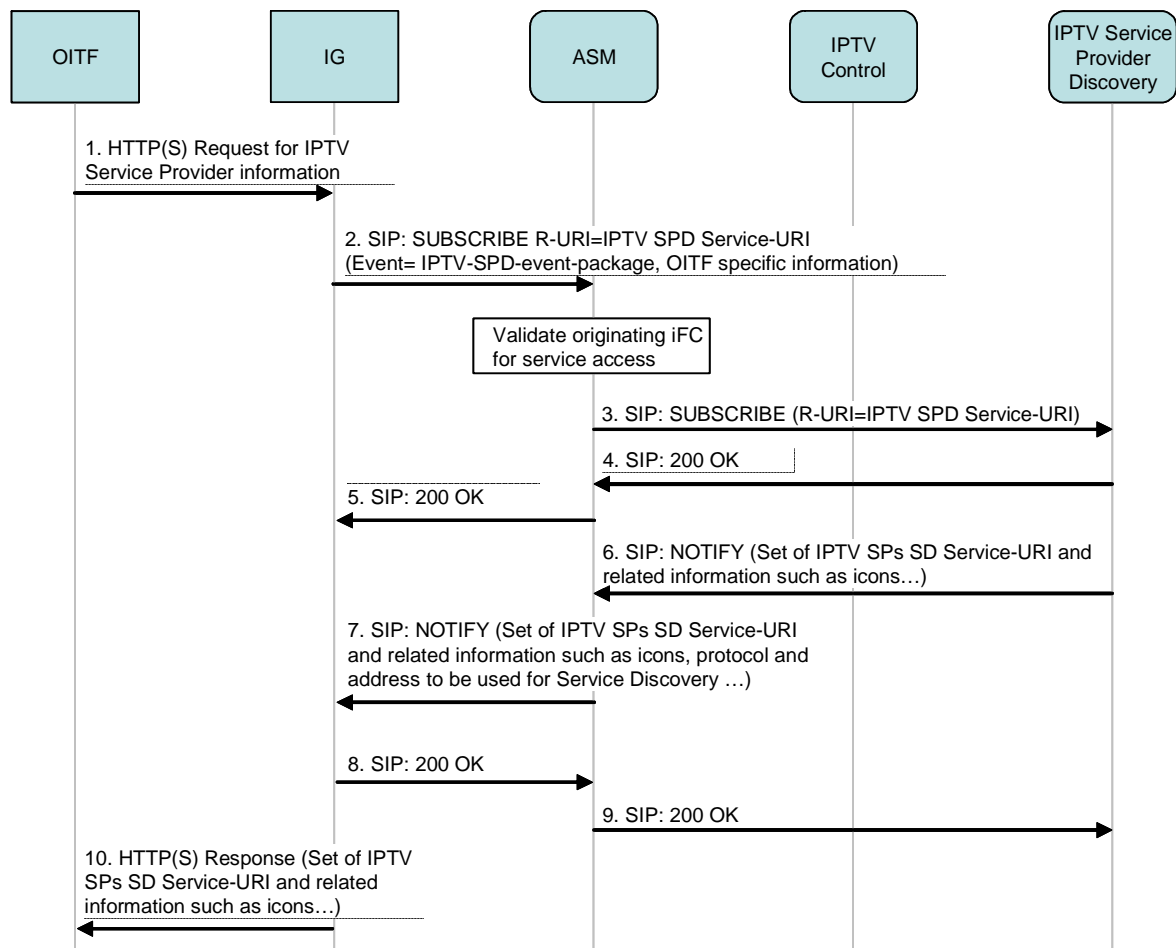 OITF
IG
ASM
IPTV
Control
IPTV Service
Provider
Discovery
1. HTTP(S) Request for IPTV
Service Provider information
2. SIP: SUBSCRIBE R-URI=IPTV SPD Service-URI
(Event= IPTV-SPD-event-package, OITF specific information)
Validate originating iFC
for service access
3. SIP: SUBSCRIBE (R-URI=IPTV SPD Service-URI)
4. SIP: 200 OK
5. SIP: 200 OK
6. SIP: NOTIFY (Set of IPTV SPs SD Service-URI and
related information such as icons…)
7. SIP: NOTIFY (Set of IPTV SPs SD Service-URI
and related information such as icons, protocol and
address to be used for Service Discovery …)
8. SIP: 200 OK
9. SIP: 200 OK
10. HTTP(S) Response (Set of IPTV
SPs SD Service-URI and related
information such as icons…)